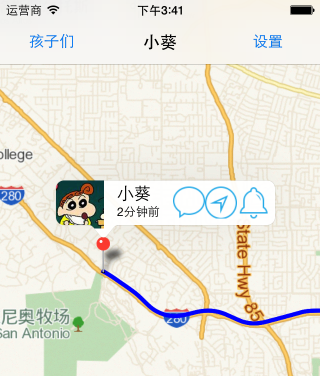 运营商 下午3:41
孩子们 小葵 设置
ollege
280
小葵
2分钟前
State Hwy 85
280
尼奥牧场
San Antonio